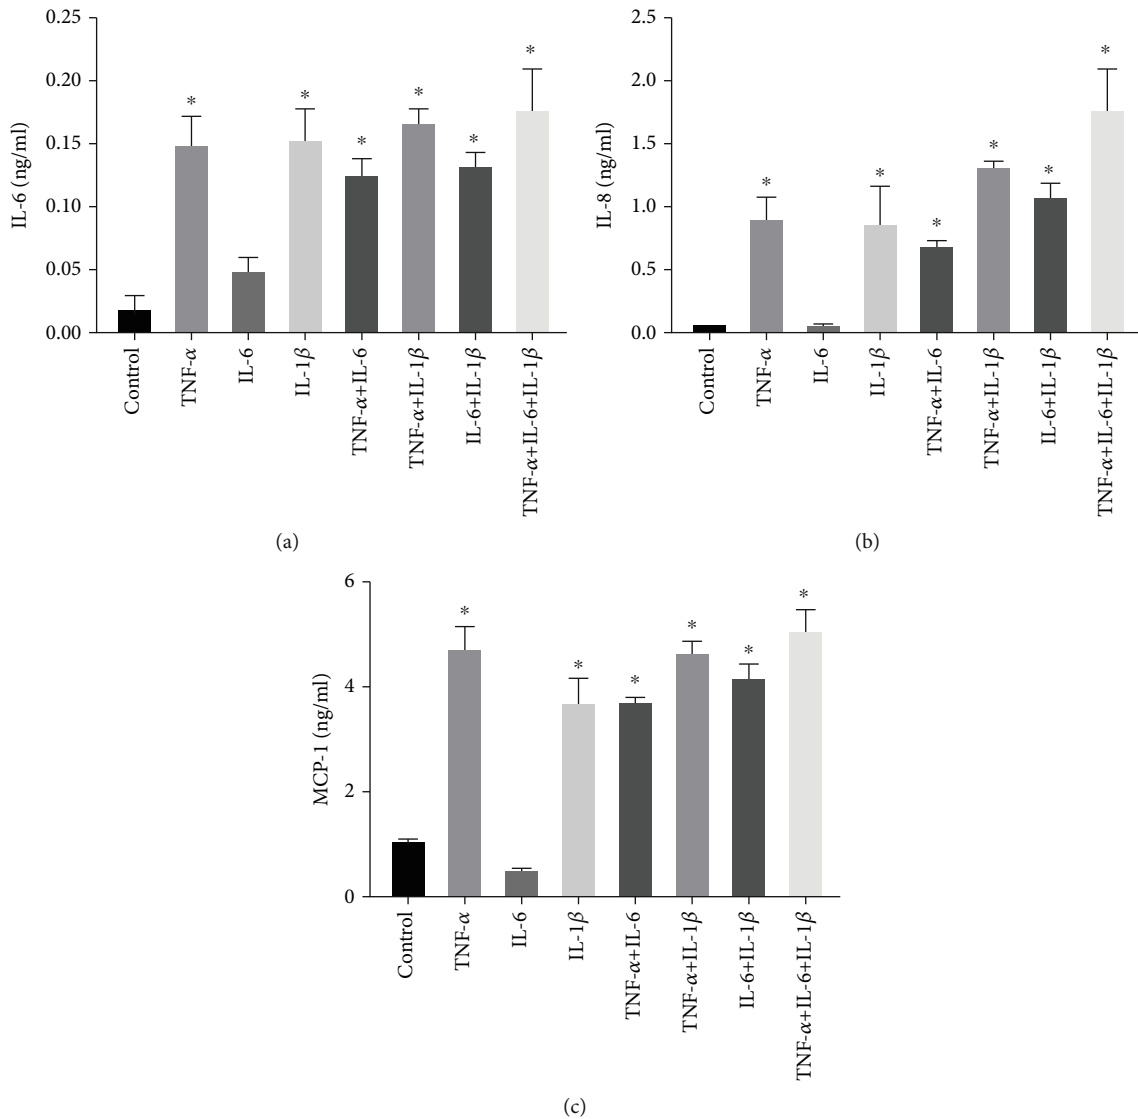 IL-6 (ng/ml)
0.25
0.20
0.15
0.10
0.05
0.00
*
*
*
*
*
*
Control
TNF-α
IL-6
IL-1β
TNF-α+IL-6
TNF-α+IL-1β
IL-6+IL-1β
TNF-α+IL-6+IL-1β
(a)
IL-8 (ng/ml)
2.5
2.0
1.5
1.0
0.5
0.0
*
*
*
*
*
*
Control
TNF-α
IL-6
IL-1β
TNF-α+IL-6
TNF-α+IL-1β
IL-6+IL-1β
TNF-α+IL-6+IL-1β
(b)
MCP-1 (ng/ml)
6
4
2
0
*
*
*
*
*
*
Control
TNF-α
IL-6
IL-1β
TNF-α+IL-6
TNF-α+IL-1β
IL-6+IL-1β
TNF-α+IL-6+IL-1β
(c)